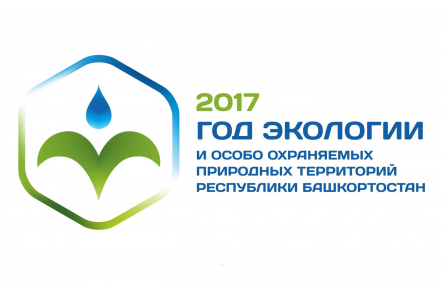 2017
ГОД ЭКОЛОГИИ
И ОСОБО ОХРАНЯЕМЫХ
ПРИРОДНЫХ ТЕРРИТОРИЙ
РЕСПУБЛИКИ БАШКОРТОСТАН